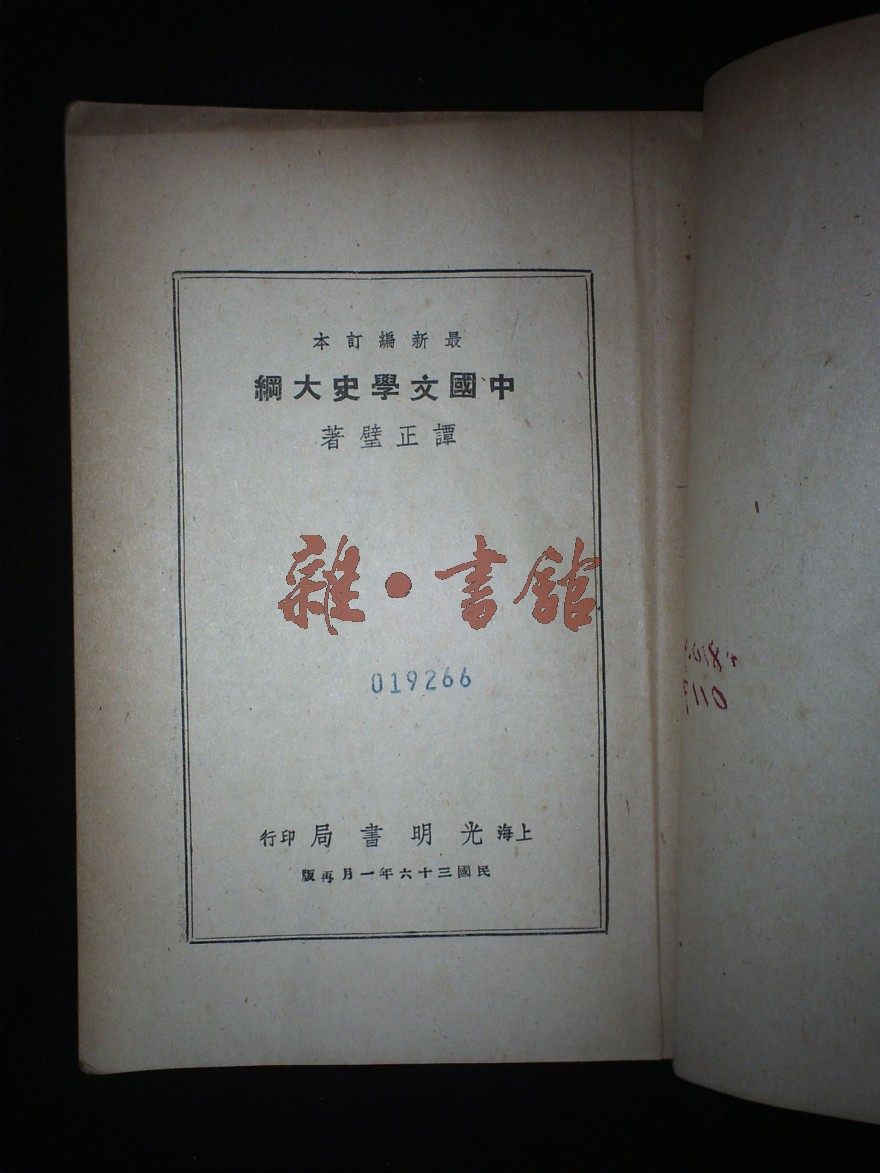 最新編訂本
中國文學史大綱
譚正璧著
雜•書館
019266
上海光明書局印行
民國三十六年一月再版
110